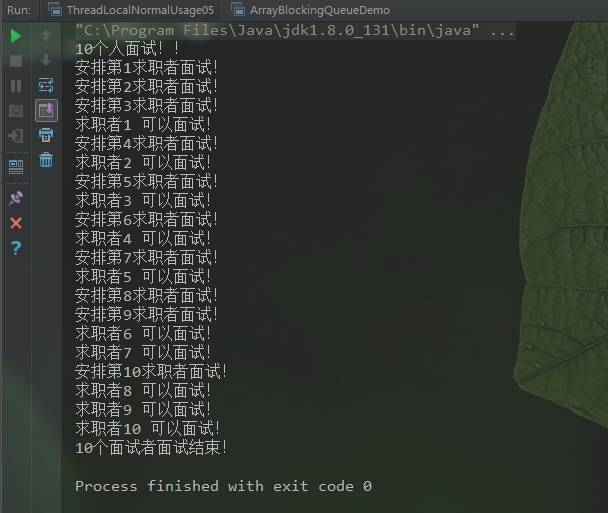 Run: ThreadLocalNormalUsage05 ArrayBlockingQueueDemo
"C:\Program Files\Java\jdk1.8.0_131\bin\java" ...
10个人面试！！
安排第1求职者面试!
安排第2求职者面试!
安排第3求职者面试!
求职者1 可以面试!
安排第4求职者面试!
求职者2 可以面试!
安排第5求职者面试!
求职者3 可以面试!
安排第6求职者面试!
求职者4 可以面试!
安排第7求职者面试!
求职者5 可以面试!
安排第8求职者面试!
安排第9求职者面试!
求职者6 可以面试!
求职者7 可以面试!
安排第10求职者面试!
求职者8 可以面试!
求职者9 可以面试!
求职者10 可以面试!
10个面试者面试结束!
Process finished with exit code 0